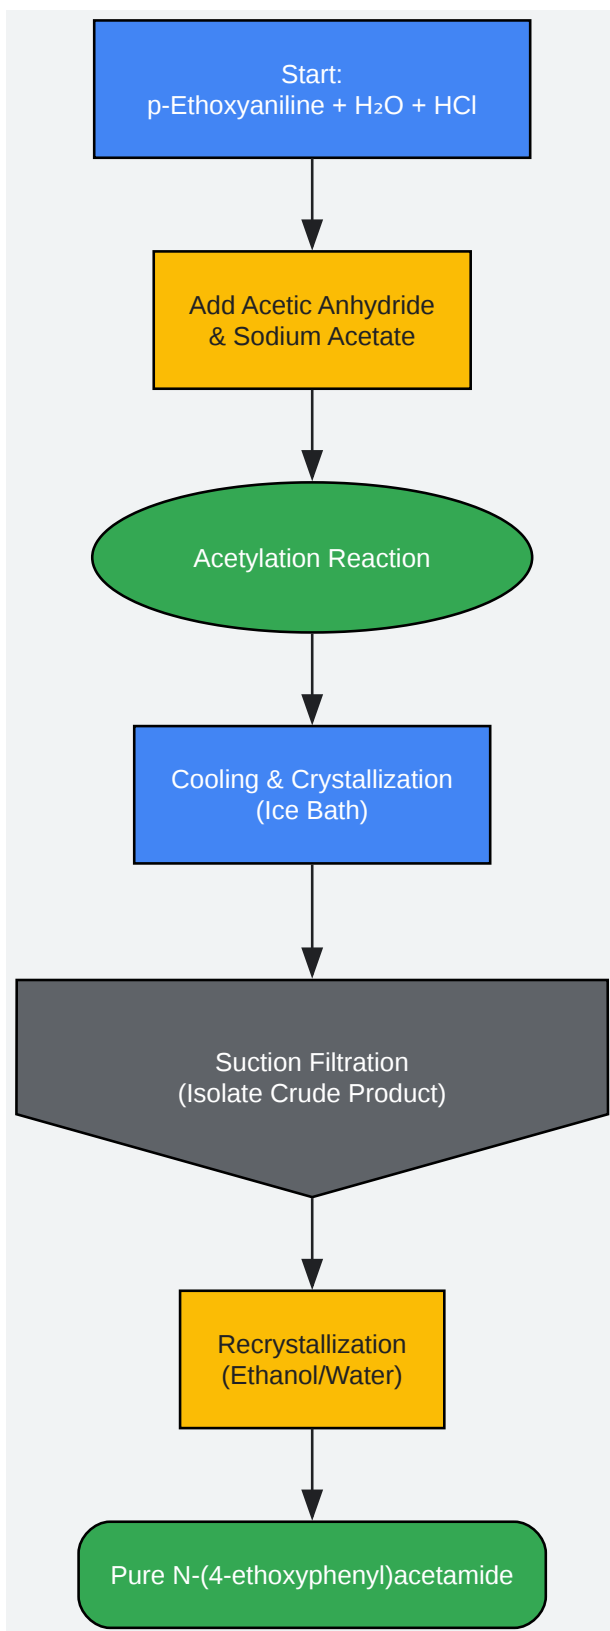 Start:
p-Ethoxyaniline + H₂O + HCl
Add Acetic Anhydride
& Sodium Acetate
Acetylation Reaction
Cooling & Crystallization
(Ice Bath)
Suction Filtration
(Isolate Crude Product)
Recrystallization
(Ethanol/Water)
Pure N-(4-ethoxyphenyl)acetamide